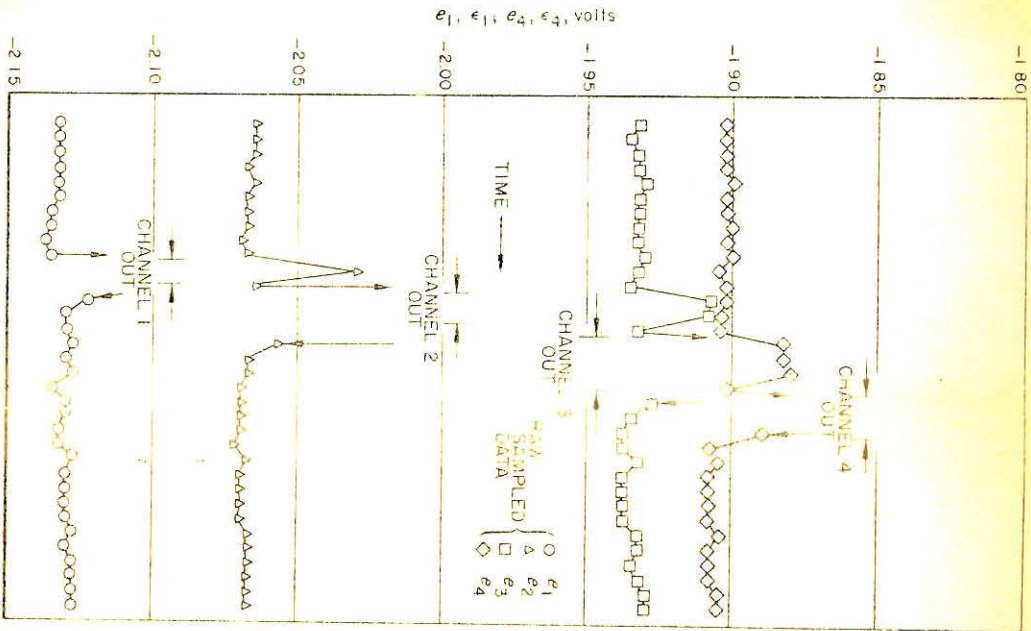 e₁, ϵ₁; e₄, ϵ₄, volts
-2.15
-2.10
-2.05
-2.00
-1.95
-1.90
-1.85
-1.80
TIME
CHANNEL 1
OUT
CHANNEL 2
OUT
CHANNEL 3
OUT
CHANNEL 4
OUT
RAW
SAMPLED
DATA
e₁
e₂
e₃
e₄